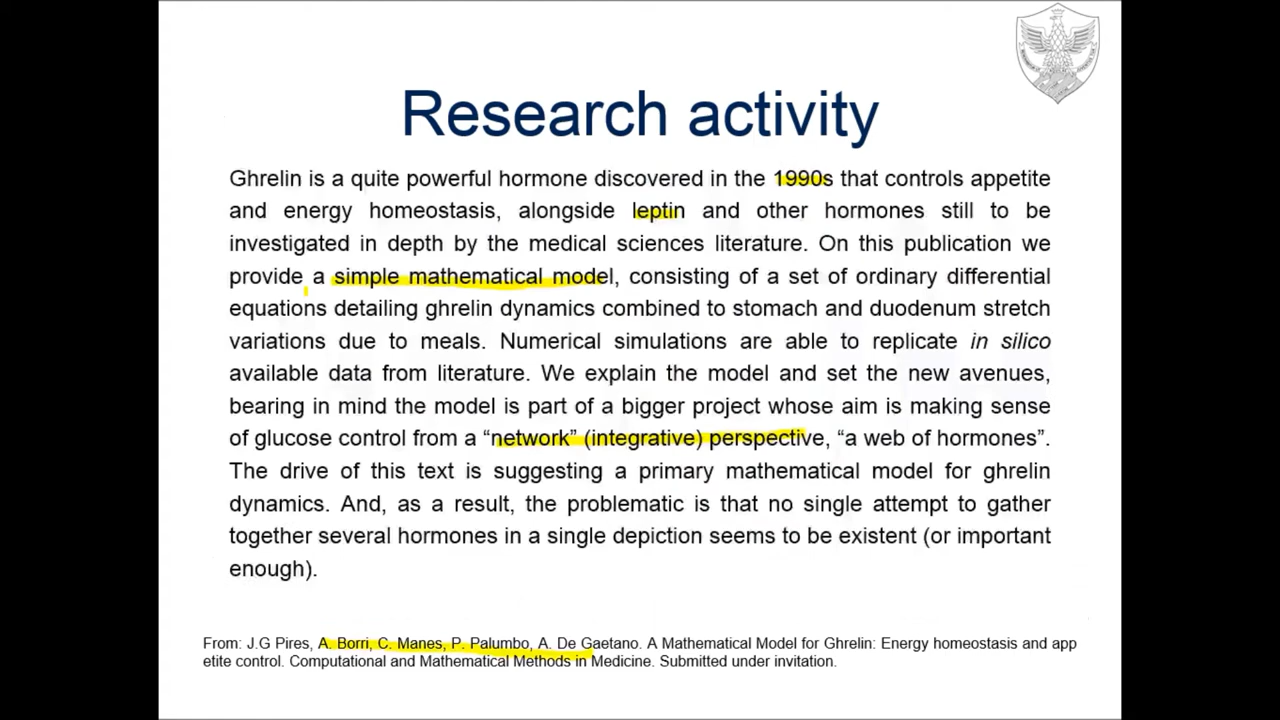 Research activity
Ghrelin is a quite powerful hormone discovered in the 1990s that controls appetite
and energy homeostasis, alongside leptin and other hormones still to be
investigated in depth by the medical sciences literature. On this publication we
provide a simple mathematical model, consisting of a set of ordinary differential
equations detailing ghrelin dynamics combined to stomach and duodenum stretch
variations due to meals. Numerical simulations are able to replicate in silico
available data from literature. We explain the model and set the new avenues,
bearing in mind the model is part of a bigger project whose aim is making sense
of glucose control from a “network” (integrative) perspective, “a web of hormones”.
The drive of this text is suggesting a primary mathematical model for ghrelin
dynamics. And, as a result, the problematic is that no single attempt to gather
together several hormones in a single depiction seems to be existent (or important
enough).
From: J.G Pires, A. Borri, C. Manes, P. Palumbo, A. De Gaetano. A Mathematical Model for Ghrelin: Energy homeostasis and app
etite control. Computational and Mathematical Methods in Medicine. Submitted under invitation.